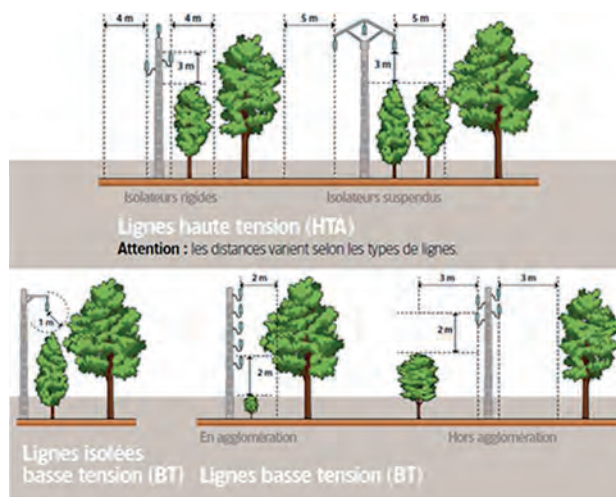 4 m 4 m 5 m 5 m
3 m 3 m
Isolateurs rigides Isolateurs suspendus
Lignes haute tension (HTA)
Attention : les distances varient selon les types de lignes.
2 m 3 m 3 m
1 m 2 m
2 m
En agglomération Hors agglomération
Lignes isolées
basse tension (BT) Lignes basse tension (BT)